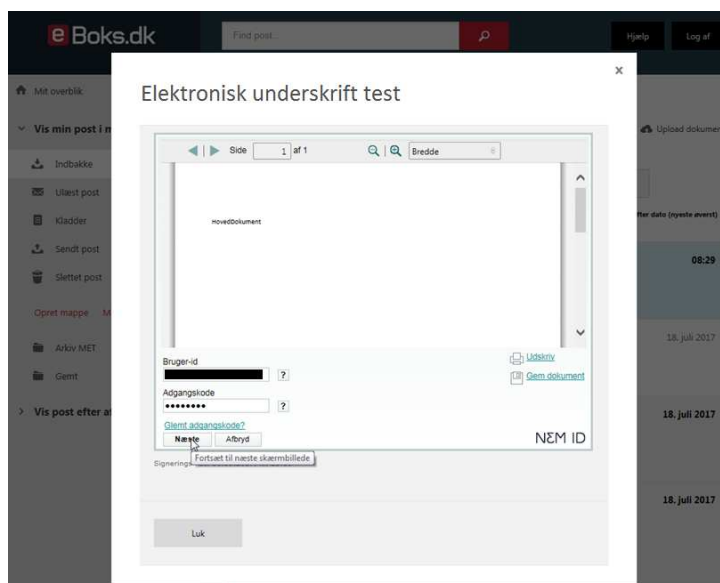 e Boks.dk
Find post...
Hjælp
Log af
Mit overblik
Vis min post i m
Upload dokumen
Indbakke
Ulæst post
Kladder
Sendt post
Slettet post
Opret mappe M
Arkiv MET
Gemt
Vis post efter af
fter dato (nyeste øverst)
08:29
18. juli 2017
18. juli 2017
18. juli 2017
x
Elektronisk underskrift test
Side 1 af 1
Bredde
HovedDokument
Bruger-id
?
Udskriv
Gem dokument
Adgangskode
••••••••
?
Glemt adgangskode?
Næste Afbryd
NEM ID
Fortsæt til næste skærmbillede
Signerings
Luk